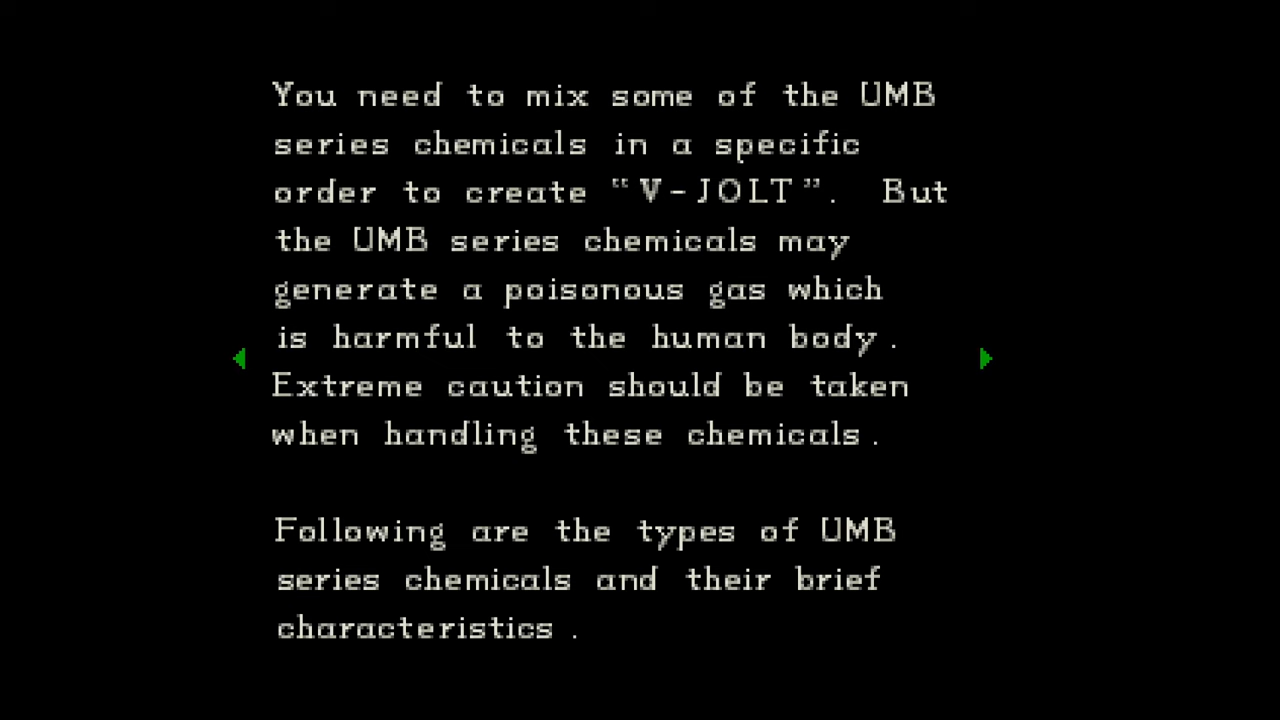 You need to mix some of the UMB
series chemicals in a specific
order to create "V-JOLT". But
the UMB series chemicals may
generate a poisonous gas which
is harmful to the human body.
Extreme caution should be taken
when handling these chemicals.
Following are the types of UMB
series chemicals and their brief
characteristics.